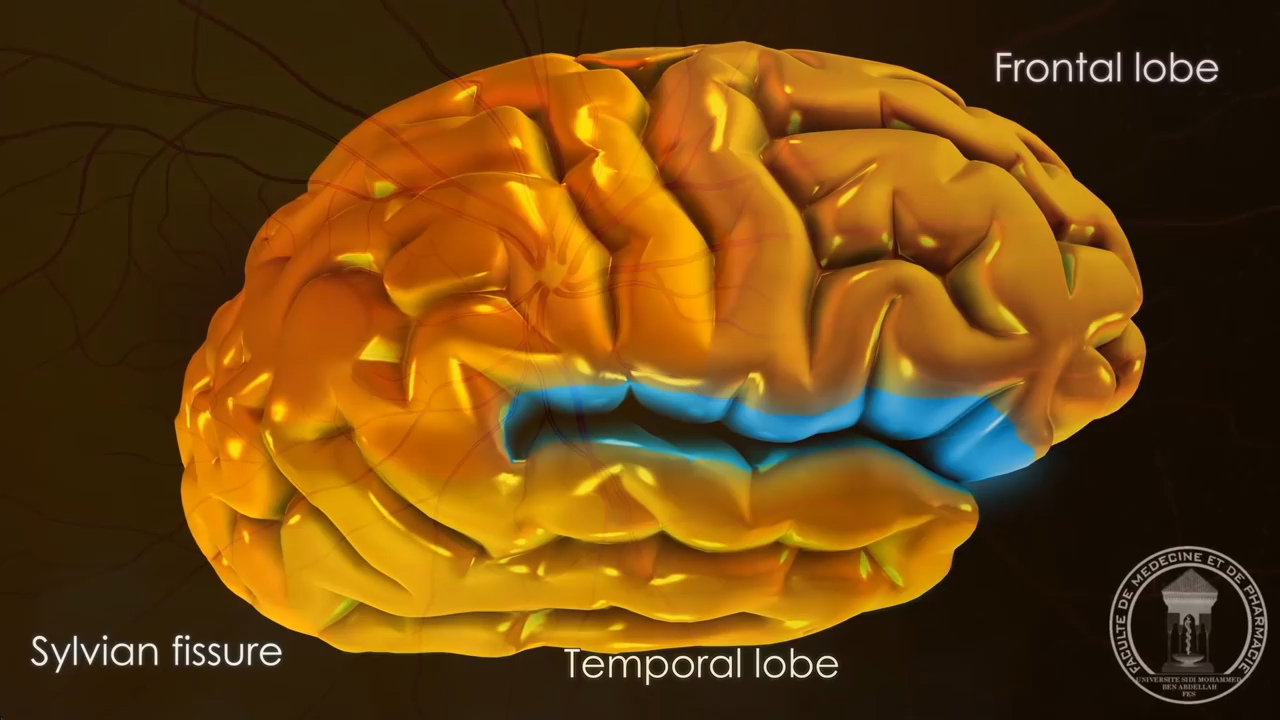 Frontal lobe
Sylvian fissure
Temporal lobe
FACULTE DE MEDECINE ET DE PHARMACIE
UNIVERSITE SIDI MOHAMMED
BEN ABDELLAH
FES